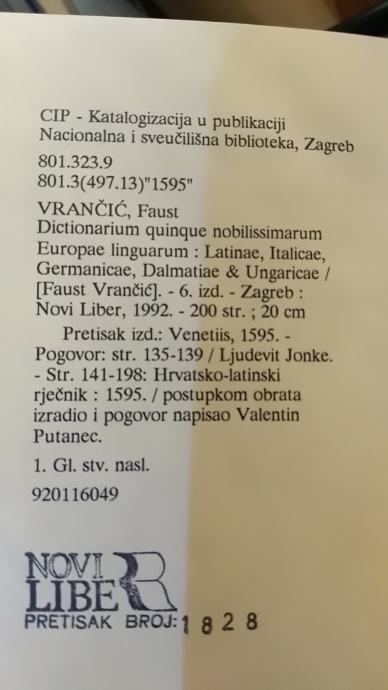 CIP - Katalogizacija u publikaciji
Nacionalna i sveučilišna biblioteka, Zagreb
801.323.9
801.3(497.13)"1595"
VRANČIĆ, Faust
Dictionarium quinque nobilissimarum
Europae linguarum : Latinae, Italicae,
Germanicae, Dalmatiae & Ungaricae /
[Faust Vrančić]. - 6. izd. - Zagreb :
Novi Liber, 1992. - 200 str. ; 20 cm
Pretisak izd.: Venetiis, 1595. -
Pogovor: str. 135-139 / Ljudevit Jonke.
- Str. 141-198: Hrvatsko-latinski
rječnik : 1595. / postupkom obrata
izradio i pogovor napisao Valentin
Putanec.
1. Gl. stv. nasl.
920116049
NOVI
LIBER
PRETISAK BROJ: 1828